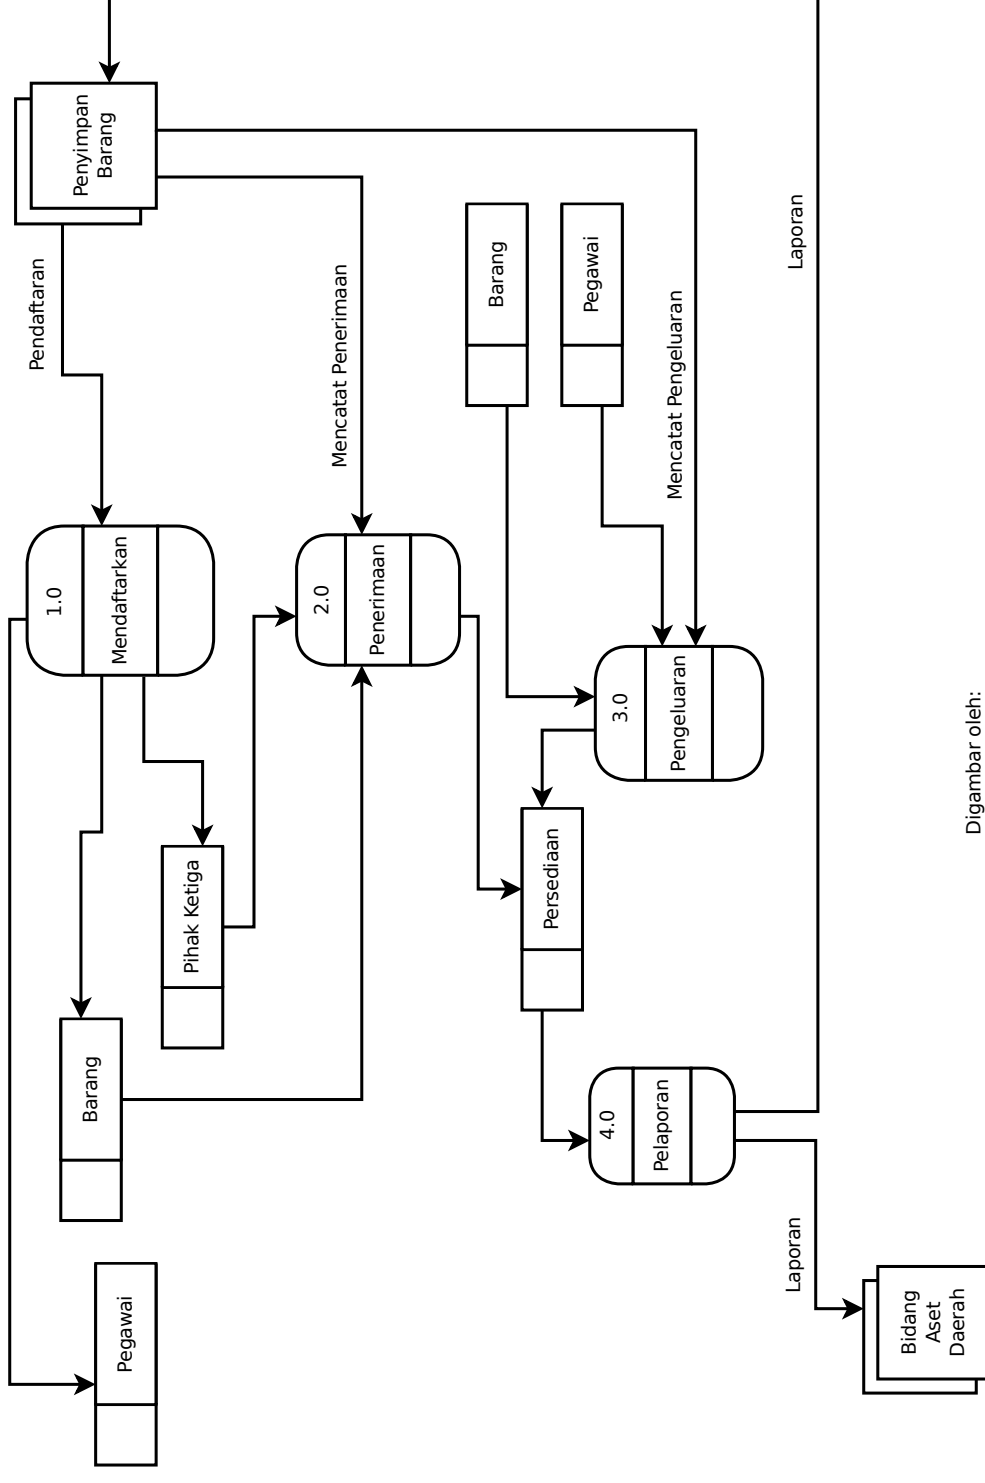 Pendaftaran
1.0
Penyimpan
Barang
Barang
Mendaftarkan
Pegawai
Pihak Ketiga
2.0
Mencatat Penerimaan
Penerimaan
Barang
Persediaan
Pegawai
4.0
3.0
Pelaporan
Pengeluaran
Mencatat Pengeluaran
Laporan
Laporan
Bidang
Aset
Daerah
Digambar oleh: